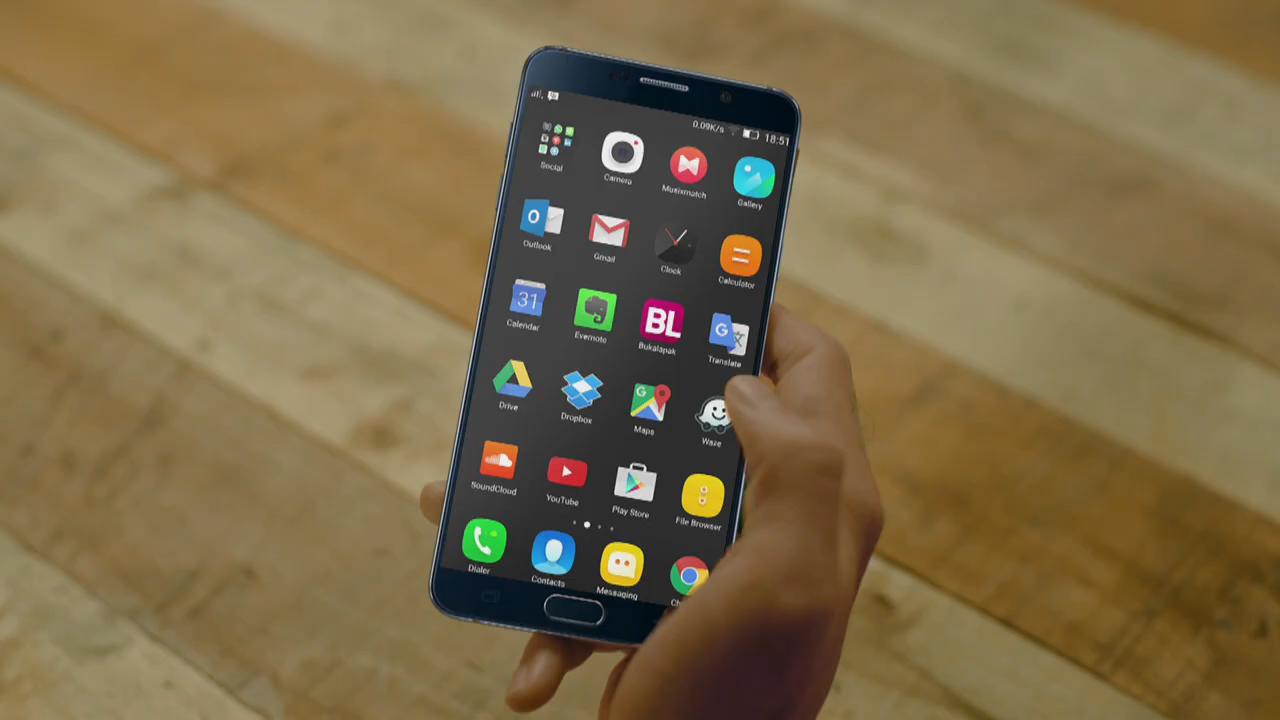 0.09K/s 18:51
Social Camera Musixmatch Gallery
O
Outlook Gmail Clock Calculator
31 BL G
Calendar Evernote Bukalapak Translate
G
Drive Dropbox Maps Waze
SoundCloud YouTube Play Store File Browser
Dialer Contacts Messaging